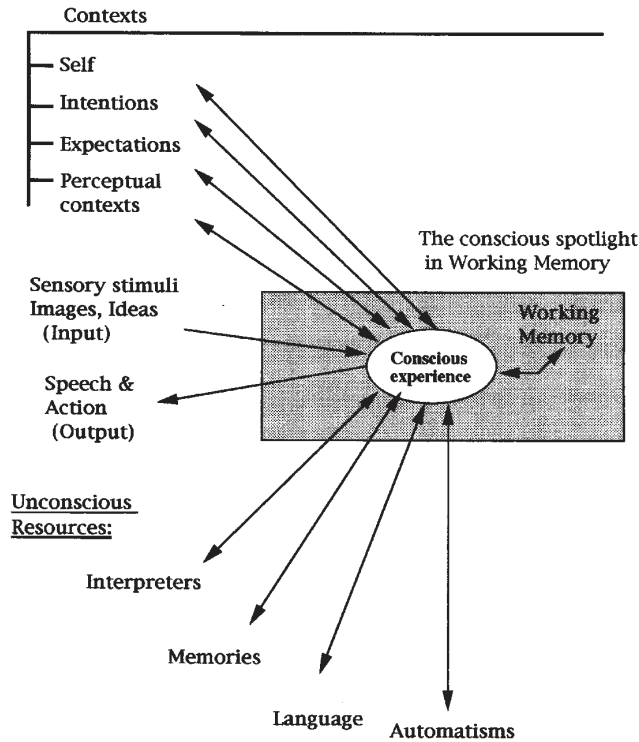 Contexts
Self
Intentions
Expectations
Perceptual
contexts
The conscious spotlight
in Working Memory
Sensory stimuli
Images, Ideas
(Input)
Working
Memory
Conscious
experience
Speech &
Action
(Output)
Unconscious
Resources:
Interpreters
Memories
Language
Automatisms